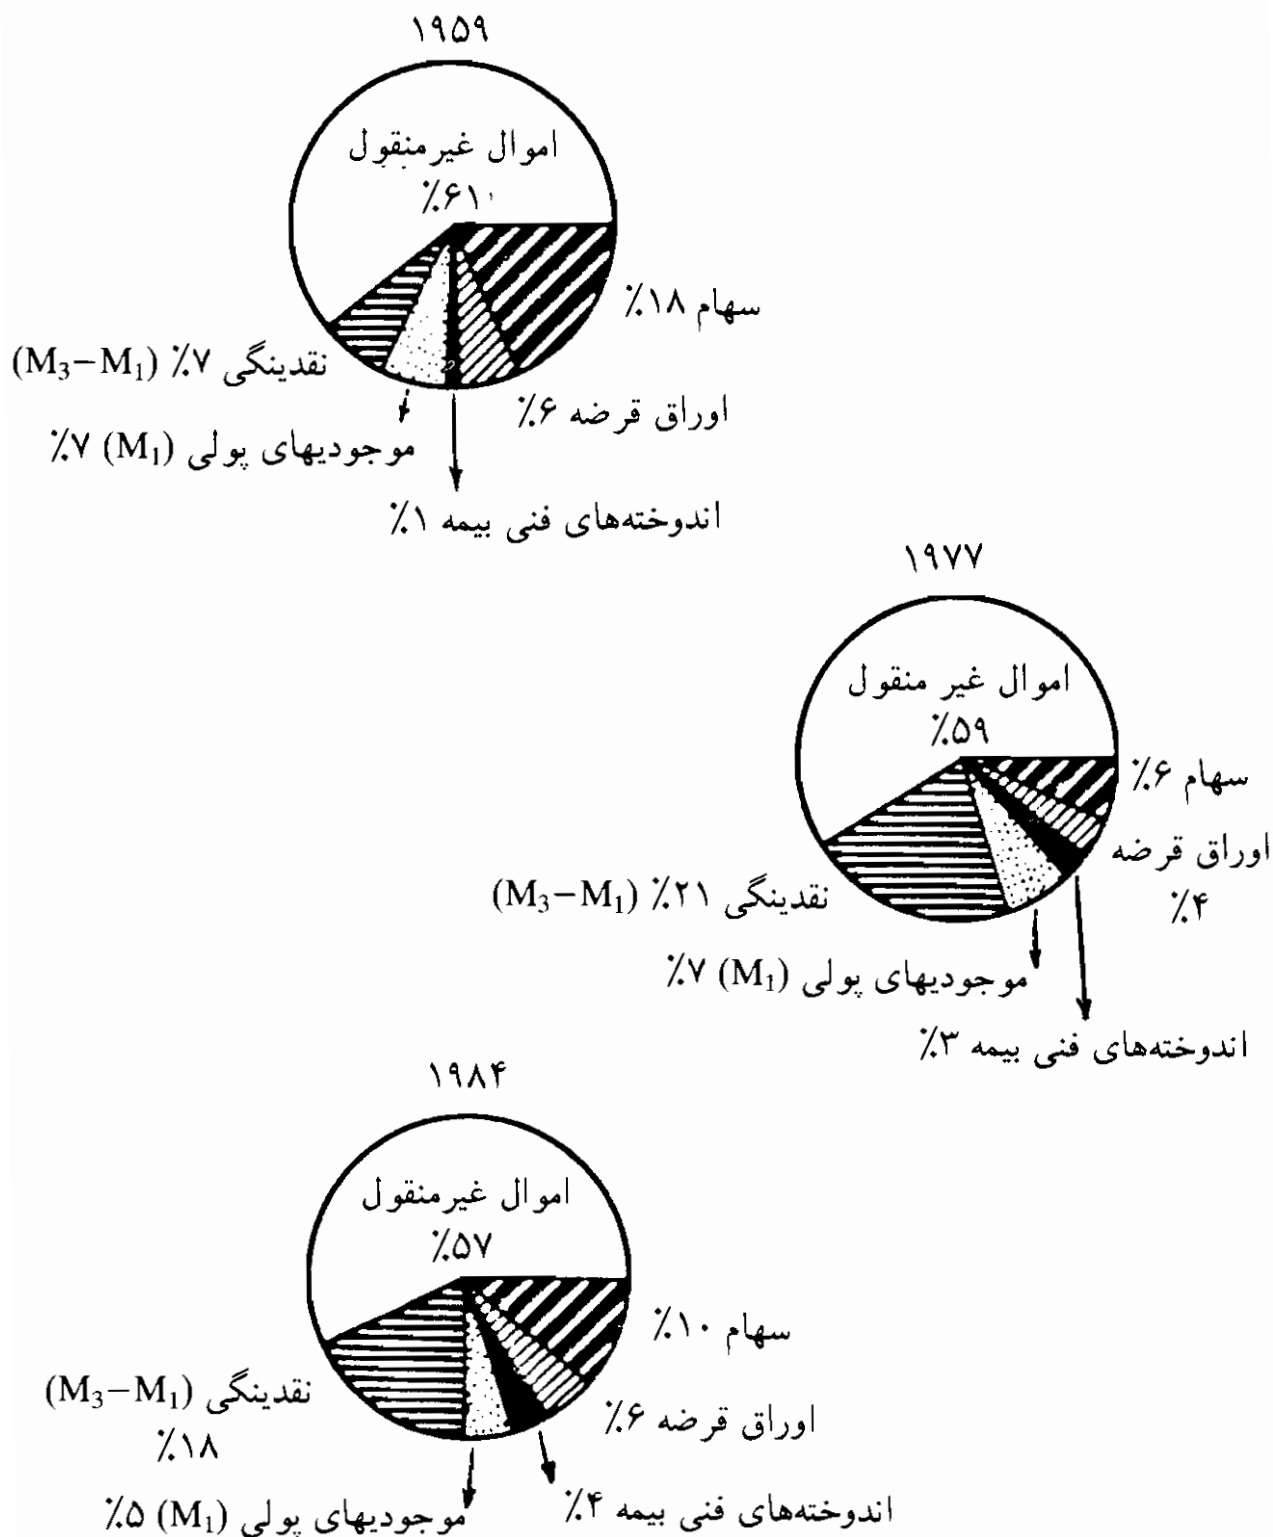 ۱۹۵۹
اموال غیرمنقول
٪۶۱
سهام ۱۸٪
اوراق قرضه ۶٪
نقدینگی ۷٪ (M₃−M₁)
موجودیهای پولی (M₁) ۷٪
اندوخته‌های فنی بیمه ۱٪
۱۹۷۷
اموال غیر منقول
٪۵۹
سهام ۶٪
اوراق قرضه
٪۴
نقدینگی ۲۱٪ (M₃−M₁)
موجودیهای پولی (M₁) ۷٪
اندوخته‌های فنی بیمه ۳٪
۱۹۸۴
اموال غیرمنقول
٪۵۷
سهام ۱۰٪
اوراق قرضه ۶٪
نقدینگی (M₃−M₁)
٪۱۸
اندوخته‌های فنی بیمه ۴٪
موجودیهای پولی (M₁) ۵٪